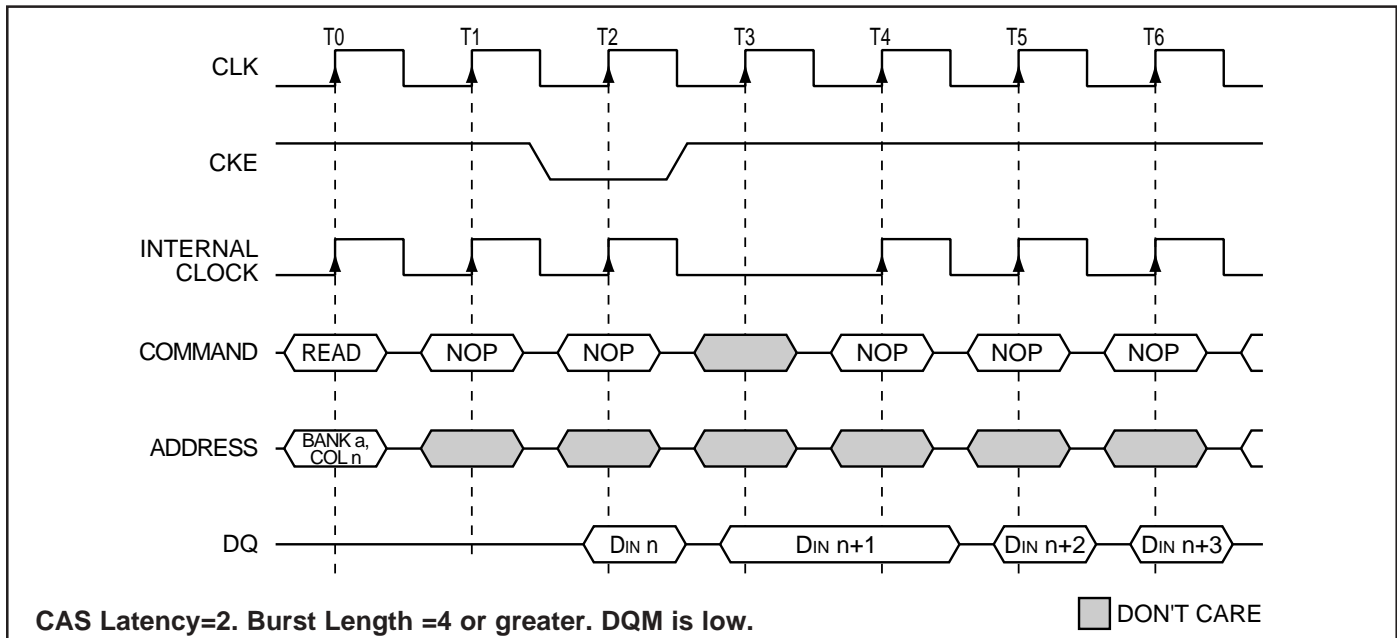 T0 T1 T2 T3 T4 T5 T6
CLK
CKE
INTERNAL
CLOCK
COMMAND READ NOP NOP NOP NOP NOP
ADDRESS BANK a,
COL n
DQ DIN n DIN n+1 DIN n+2 DIN n+3
CAS Latency=2. Burst Length =4 or greater. DQM is low.
DON'T CARE